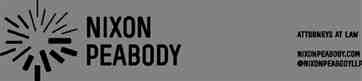 NIXON
PEABODY
ATTORNEYS AT LAW
NIXONPEABODY.COM
@NIXONPEABODYLLP